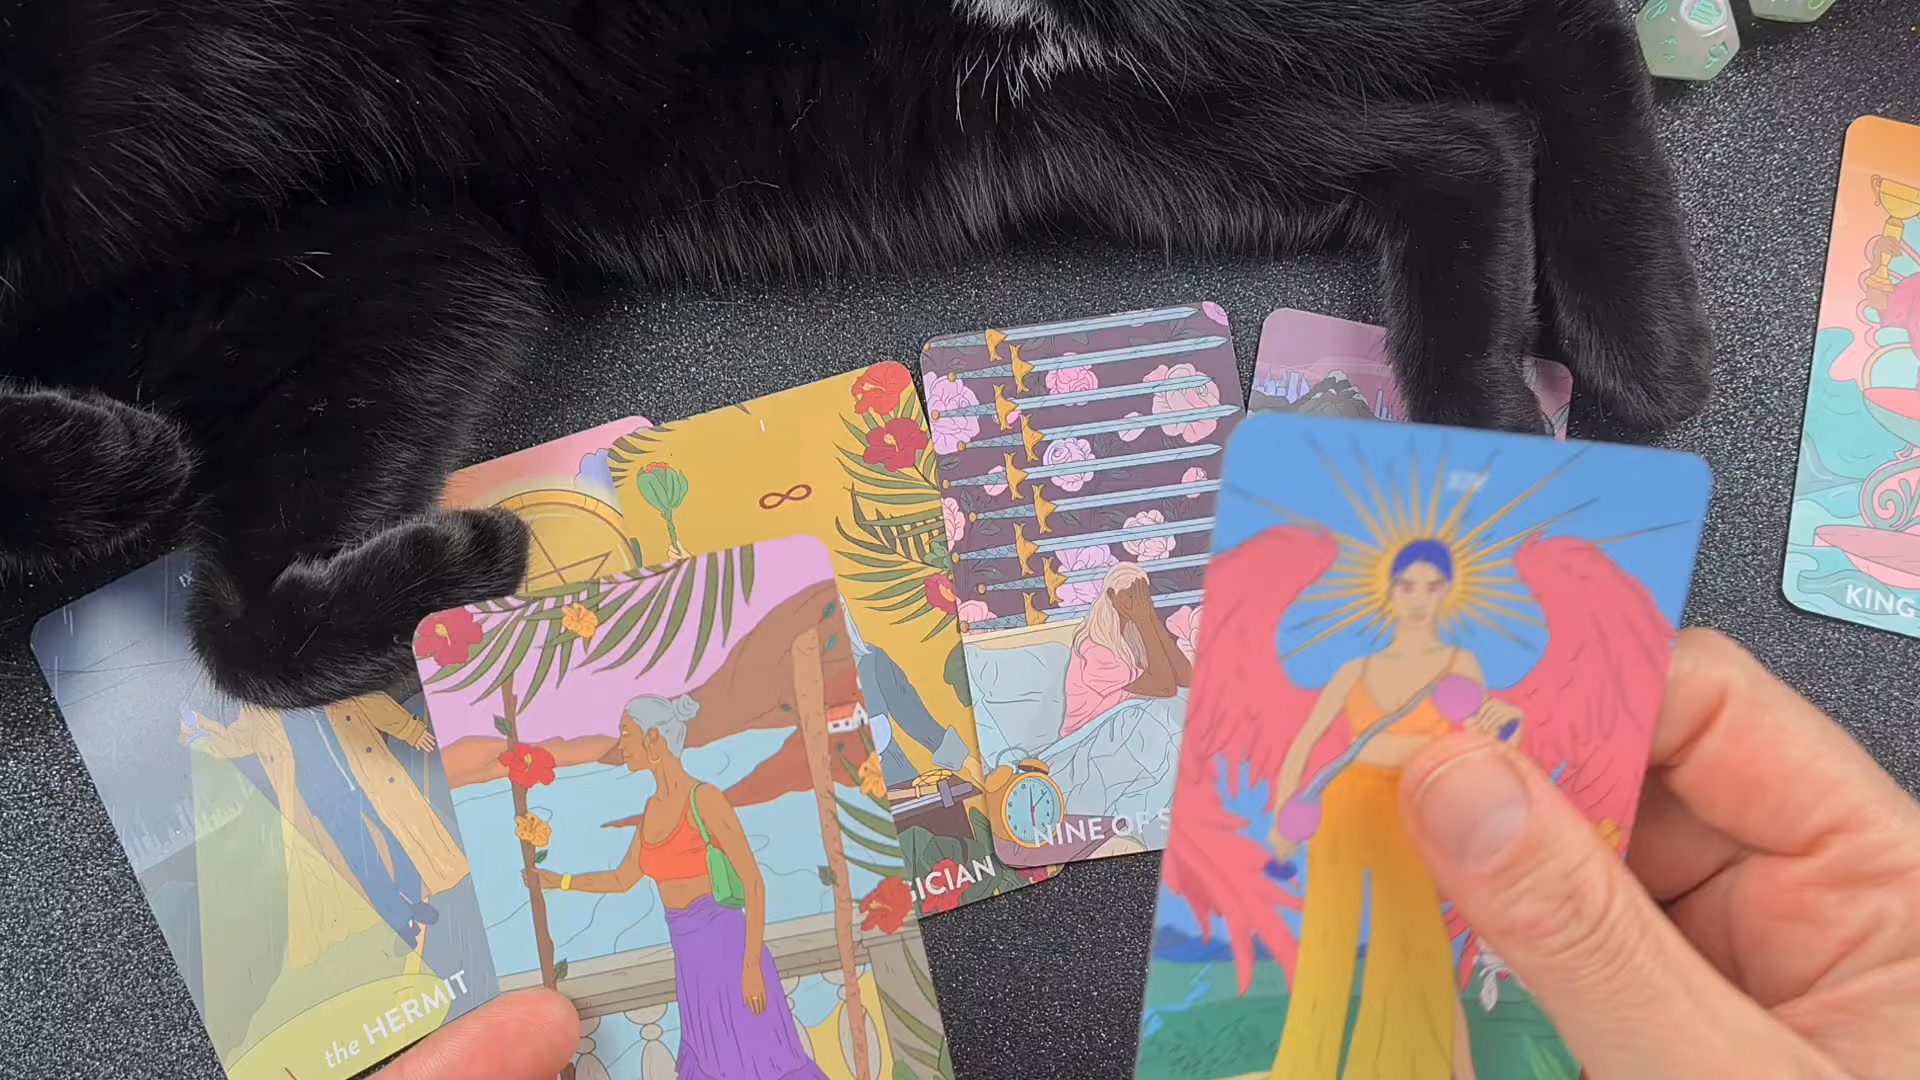 I
∞
KING
NINE OF S
GICIAN
the HERMIT